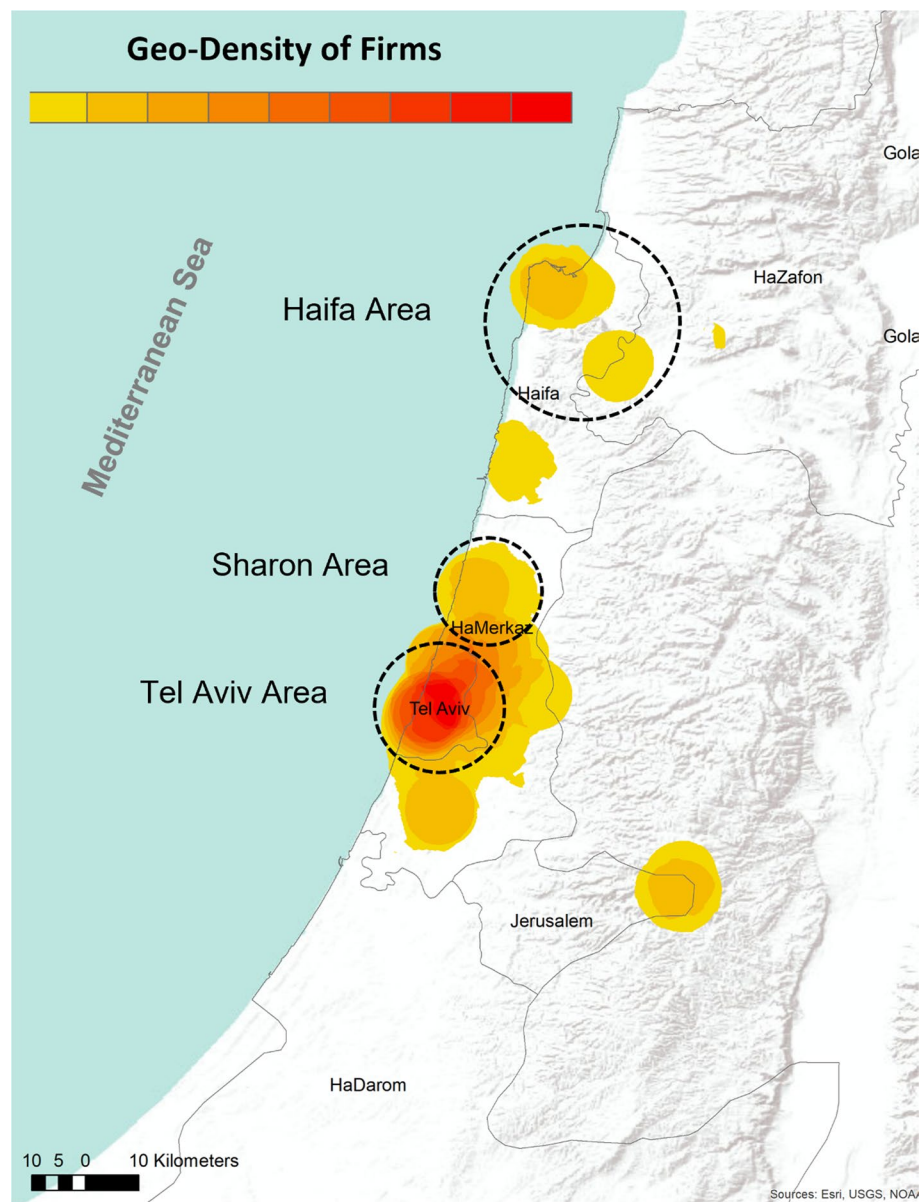 Geo-Density of Firms
Gola
Mediterranean Sea
HaZafon
Haifa Area
Gola
Haifa
Sharon Area
HaMerkaz
Tel Aviv Area
Tel Aviv
Jerusalem
HaDarom
10 5 0 10 Kilometers
Sources: Esri, USGS, NOA